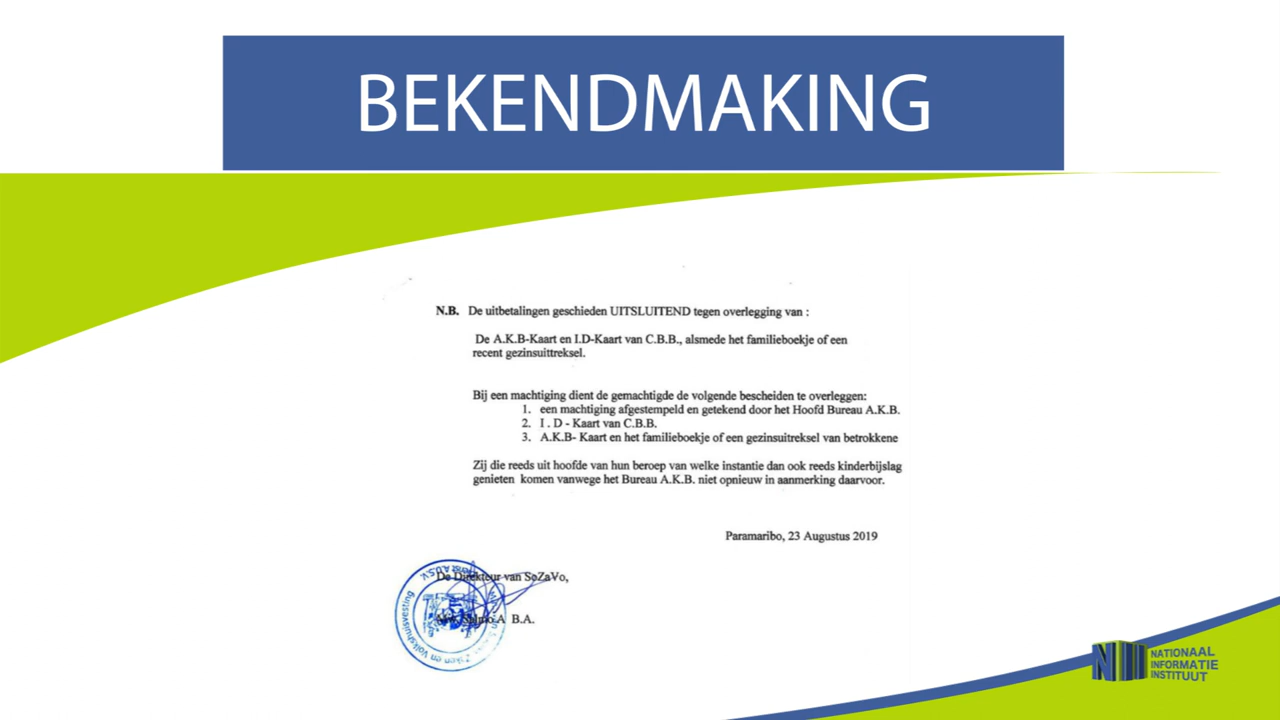 BEKENDMAKING
N.B. De uitbetalingen geschieden UITSLUITEND tegen overlegging van :
De A.K.B-Kaart en I.D-Kaart van C.B.B., alsmede het familieboekje of een
recent gezinsuittreksel.
Bij een machtiging dient de gemachtigde de volgende bescheiden te overleggen:
1. een machtiging afgestempeld en getekend door het Hoofd Bureau A.K.B.
2. I . D - Kaart van C.B.B.
3. A.K.B- Kaart en het familieboekje of een gezinsuitreksel van betrokkene
Zij die reeds uit hoofde van hun beroep van welke instantie dan ook reeds kinderbijslag
genieten komen vanwege het Bureau A.K.B. niet opnieuw in aanmerking daarvoor.
Paramaribo, 23 Augustus 2019
De Direkteur van SoZaVo,
A B.A.
en Volkshuisvesting
NATIONAAL
INFORMATIE
INSTITUUT